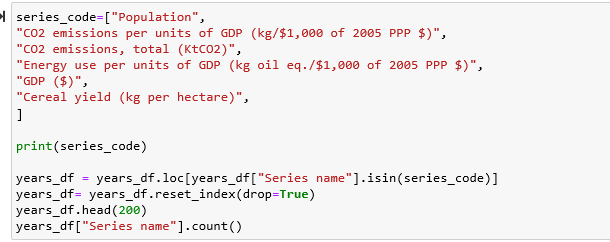 series_code=["Population",
"CO2 emissions per units of GDP (kg/$1,000 of 2005 PPP $)",
"CO2 emissions, total (KtCO2)",
"Energy use per units of GDP (kg oil eq./$1,000 of 2005 PPP $)",
"GDP ($)",
"Cereal yield (kg per hectare)",
]
print(series_code)
years_df = years_df.loc[years_df["Series name"].isin(series_code)]
years_df= years_df.reset_index(drop=True)
years_df.head(200)
years_df["Series name"].count()